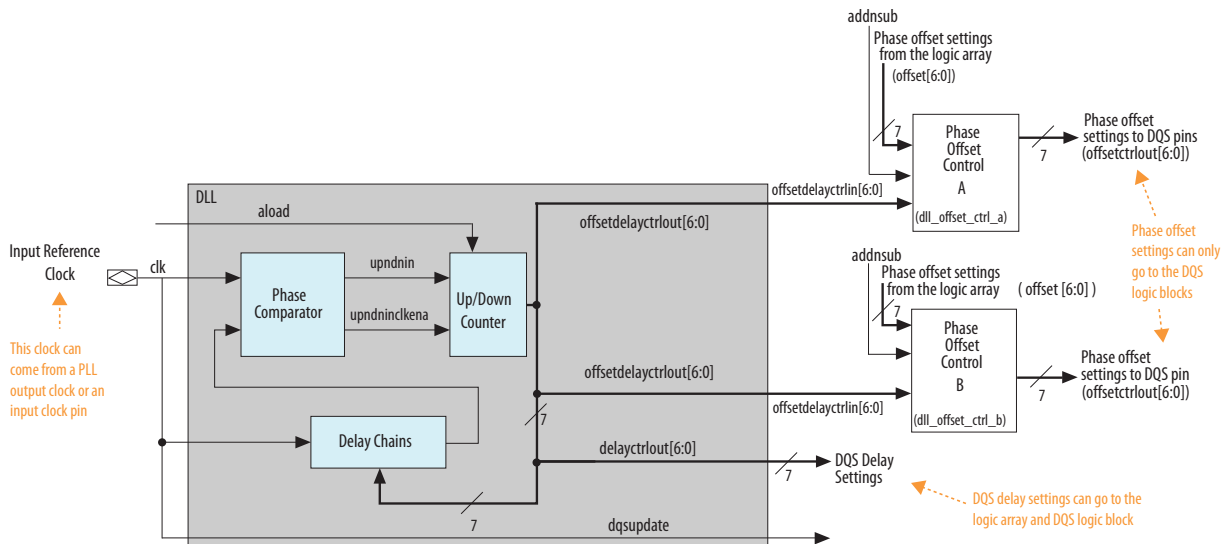 addnsub
Phase offset settings
from the logic array
(offset[6:0])
7
Phase
Offset
Control
A
(dll_offset_ctrl_a)
7
Phase offset
settings to DQS pins
(offsetctrlout[6:0])
DLL
aload
offsetdelayctrlout[6:0]
offsetdelayctrlin[6:0]
Input Reference
Clock
clk
Phase
Comparator
upndnin
upndninclkena
Up/Down
Counter
Phase offset
settings can only
go to the DQS
logic blocks
addnsub
Phase offset settings
from the logic array
( offset [6:0] )
7
Phase
Offset
Control
B
(dll_offset_ctrl_b)
7
Phase offset
settings to DQS pin
(offsetctrlout[6:0])
This clock can
come from a PLL
output clock or an
input clock pin
offsetdelayctrlout[6:0]
offsetdelayctrlin[6:0]
7
Delay Chains
delayctrlout[6:0]
7
DQS Delay
Settings
7
DQS delay settings can go to the
logic array and DQS logic block
dqsupdate